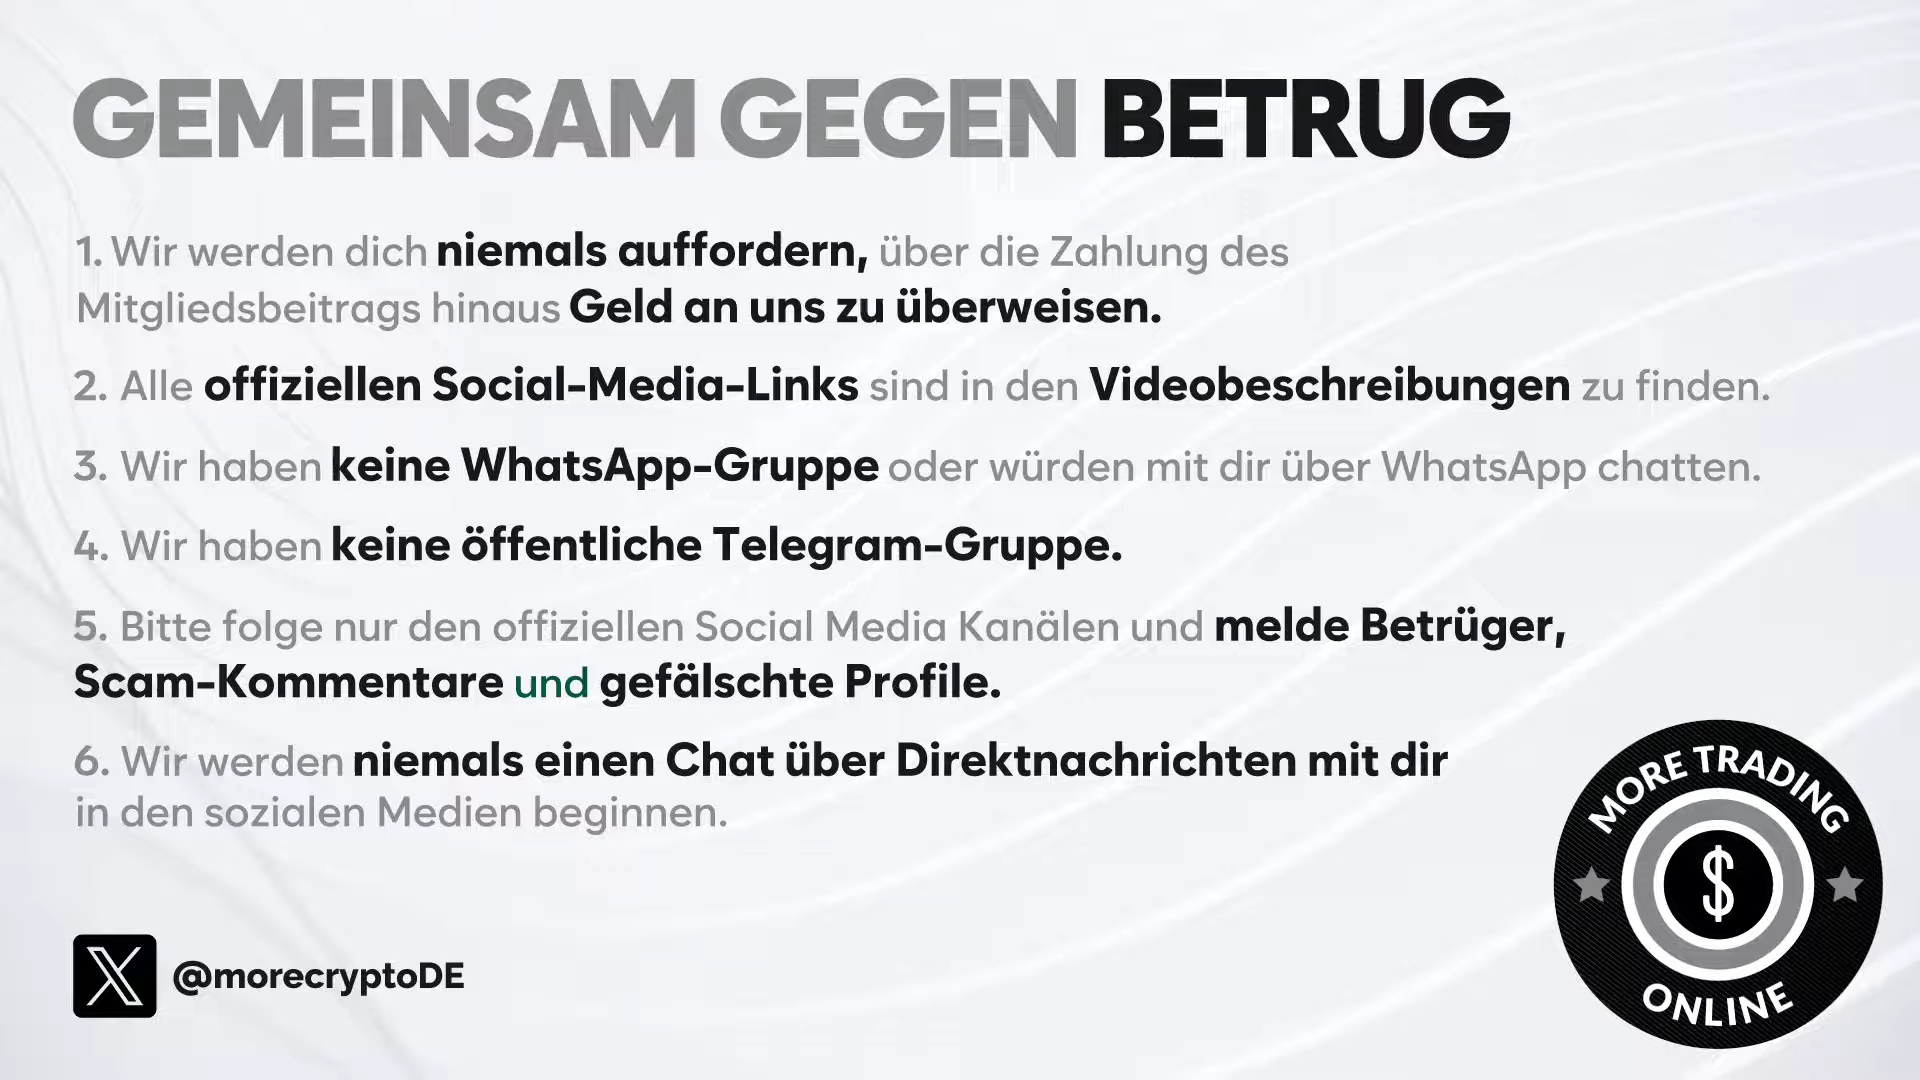 GEMEINSAM GEGEN BETRUG
1. Wir werden dich niemals auffordern, über die Zahlung des
Mitgliedsbeitrags hinaus Geld an uns zu überweisen.
2. Alle offiziellen Social-Media-Links sind in den Videobeschreibungen zu finden.
3. Wir haben keine WhatsApp-Gruppe oder würden mit dir über WhatsApp chatten.
4. Wir haben keine öffentliche Telegram-Gruppe.
5. Bitte folge nur den offiziellen Social Media Kanälen und melde Betrüger,
Scam-Kommentare und gefälschte Profile.
6. Wir werden niemals einen Chat über Direktnachrichten mit dir
in den sozialen Medien beginnen.
@morecryptoDE
MORE TRADING
$
ONLINE